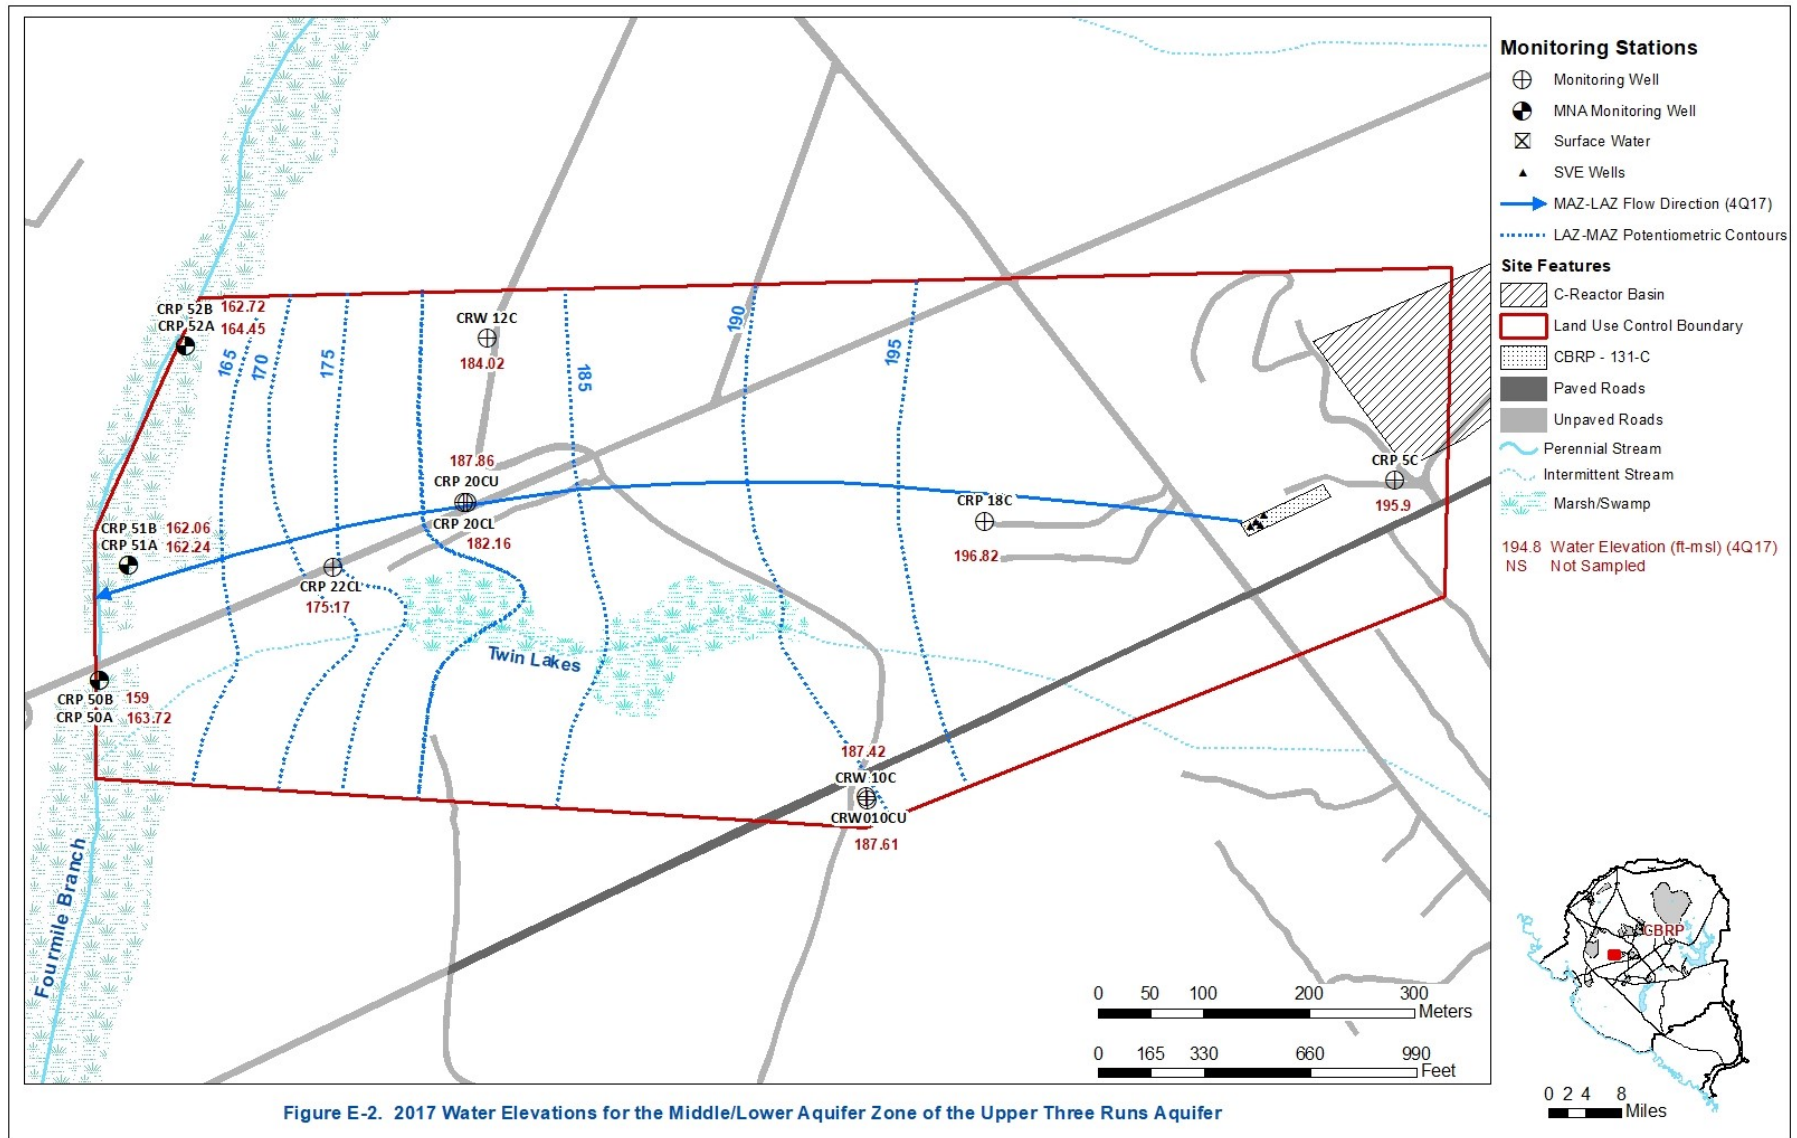 CRP 52B 162.72
CRP 52A 164.45
165
170
175
185
190
195
CRW 12C
184.02
187.86
CRP 20CU
CRP 20CL
182.16
CRP 18C
196.82
CRP 5C
195.9
CRP 51B 162.06
CRP 51A 162.24
CRP 22CL
175.17
Twin Lakes
CRP 50B 159
CRP 50A 163.72
187.42
CRW 10C
CRW010CU
187.61
Fourmile Branch
0 50 100 200 300
Meters
0 165 330 660 990
Feet
Monitoring Stations
Monitoring Well
MNA Monitoring Well
Surface Water
SVE Wells
MAZ-LAZ Flow Direction (4Q17)
LAZ-MAZ Potentiometric Contours
Site Features
C-Reactor Basin
Land Use Control Boundary
CBRP - 131-C
Paved Roads
Unpaved Roads
Perennial Stream
Intermittent Stream
Marsh/Swamp
194.8 Water Elevation (ft-msl) (4Q17)
NS Not Sampled
CBRP
0 2 4 8
Miles
Figure E-2. 2017 Water Elevations for the Middle/Lower Aquifer Zone of the Upper Three Runs Aquifer